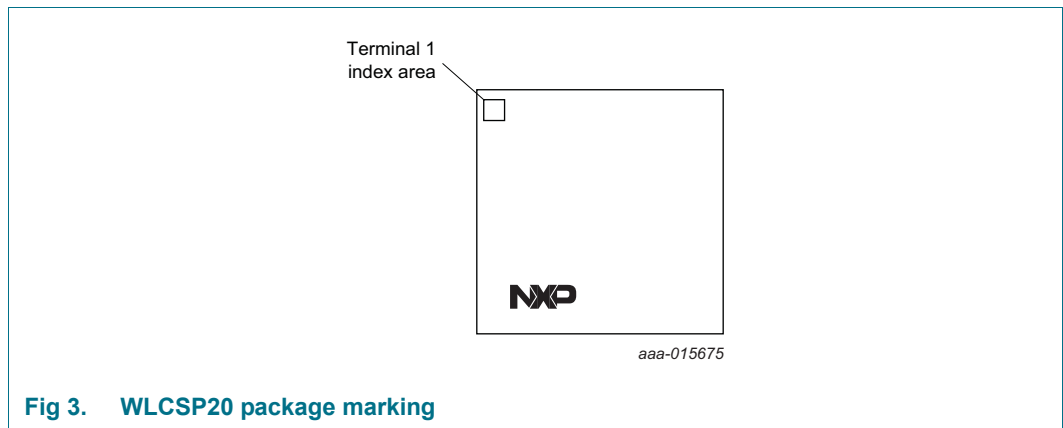 Terminal 1
index area
NXP
aaa-015675
Fig 3. WLCSP20 package marking